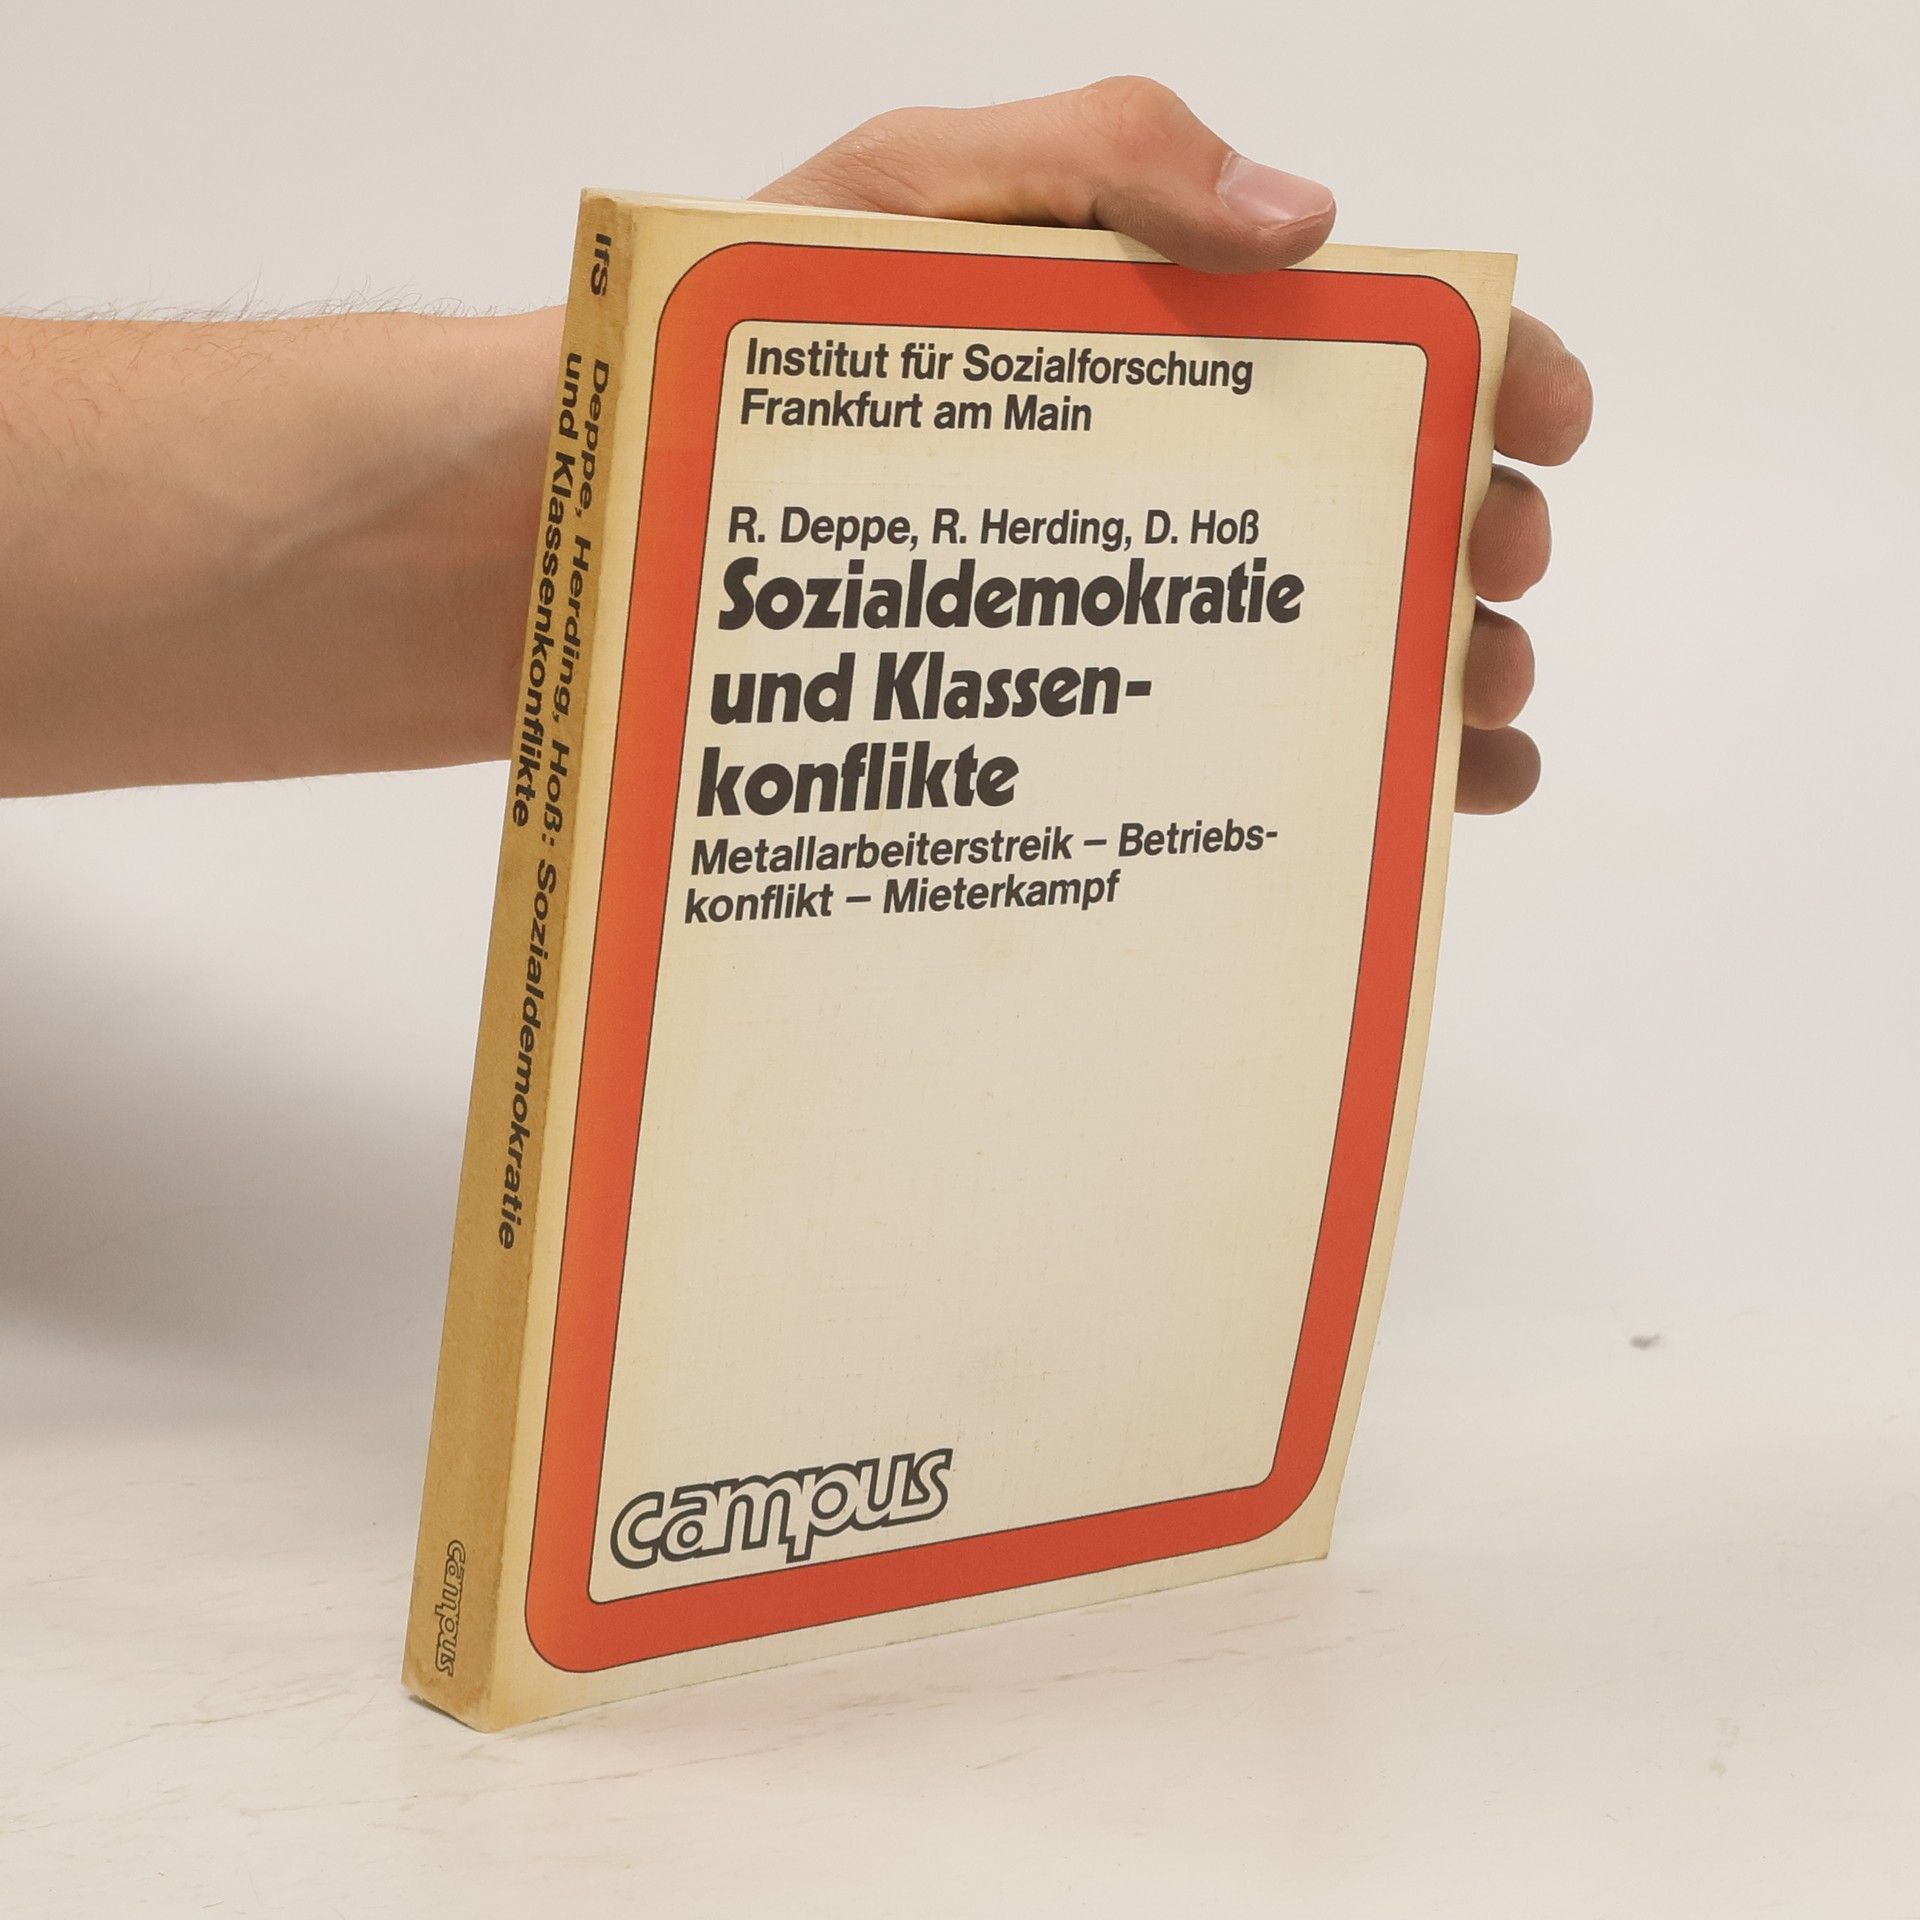 IfS
Deppe, Herding, Hoß: Sozialdemokratie
und Klassenkonflikte
campus
Institut für Sozialforschung
Frankfurt am Main
R. Deppe, R. Herding, D. Hoß
Sozialdemokratie
und Klassen-
konflikte
Metallarbeiterstreik – Betriebs-
konflikt – Mieterkampf
campus